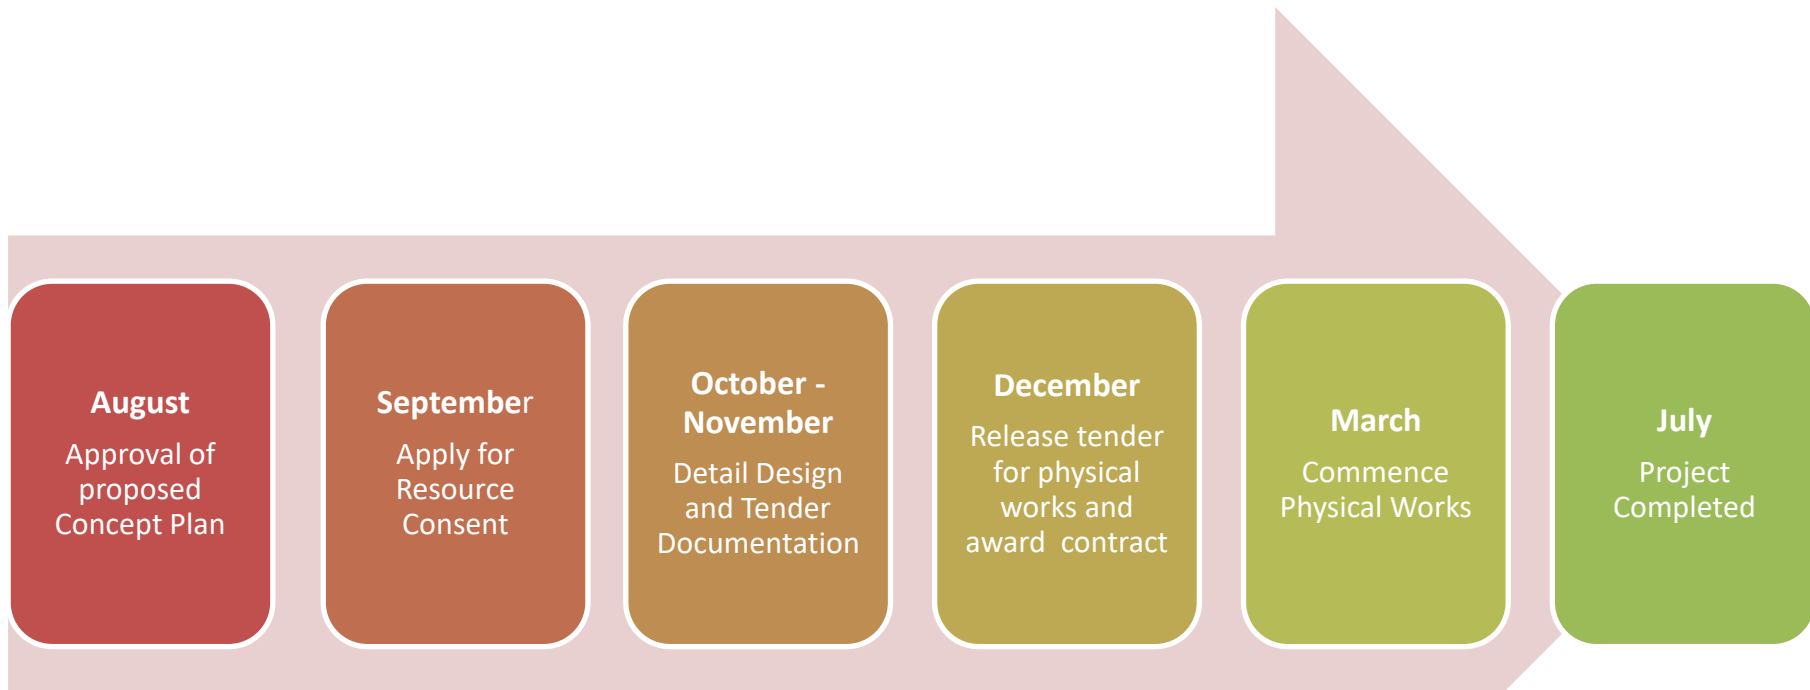 August
Approval of
proposed
Concept Plan
September
Apply for
Resource
Consent
October -
November
Detail Design
and Tender
Documentation
December
Release tender
for physical
works and
award  contract
March
Commence
Physical Works
July
Project
Completed